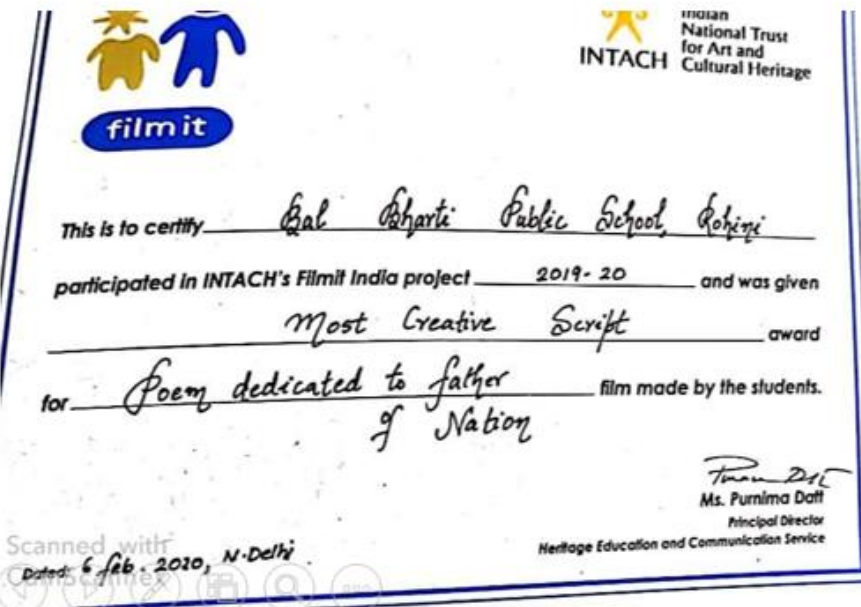 Indian
National Trust
for Art and
Cultural Heritage
INTACH
film it
This is to certify Bal Bharti Public School, Rohini
participated in INTACH's Filmit India project 2019-20 and was given
Most Creative Script award
for Poem dedicated to father film made by the students.
of Nation
Ms. Purnima Datt
Principal Director
Heritage Education and Communication Service
Scanned with
Dated: 6 feb. 2020, N.Delhi
CamScanner